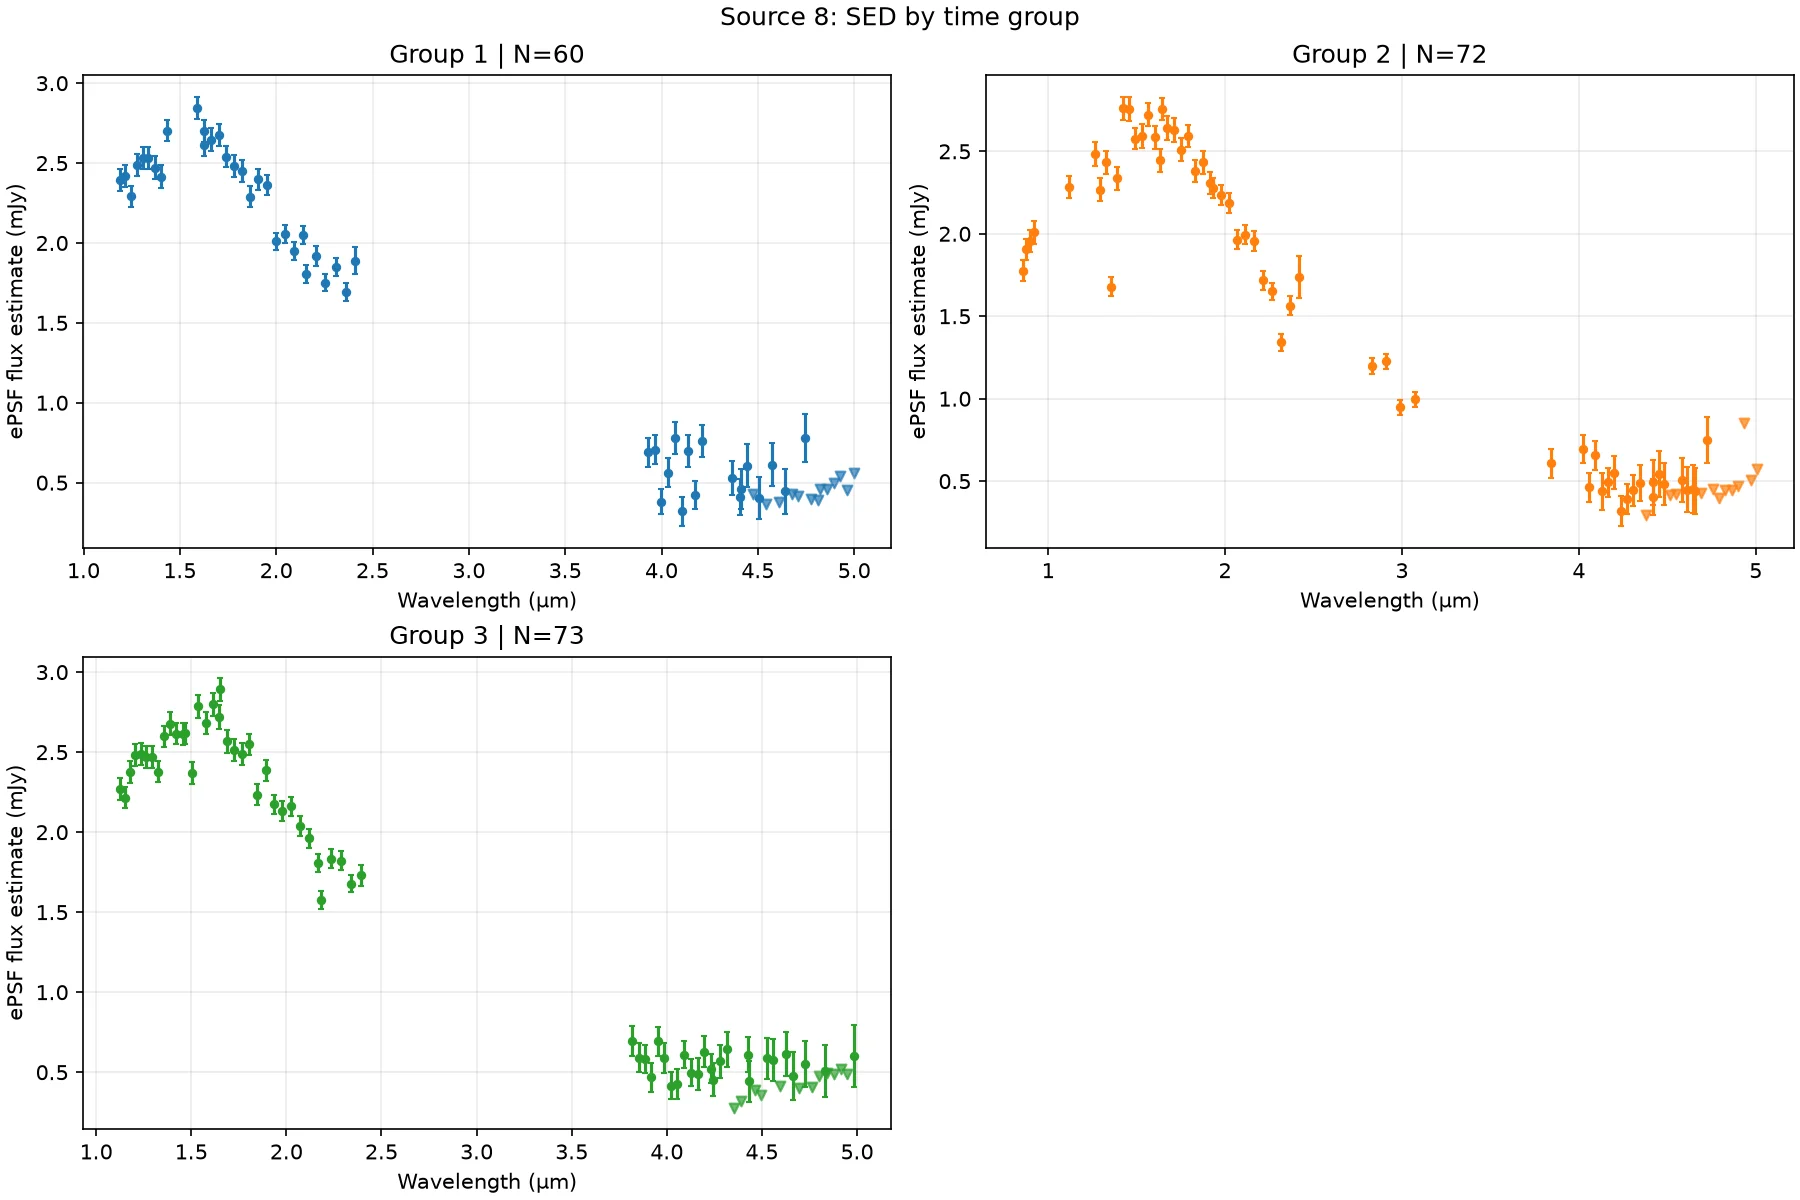 Source 8: SED by time group
Group 1 | N=60
3.0
2.5
2.0
1.5
1.0
0.5
ePSF flux estimate (mJy)
1.0 1.5 2.0 2.5 3.0 3.5 4.0 4.5 5.0
Wavelength (μm)
Group 2 | N=72
2.5
2.0
1.5
1.0
0.5
ePSF flux estimate (mJy)
1 2 3 4 5
Wavelength (μm)
Group 3 | N=73
3.0
2.5
2.0
1.5
1.0
0.5
ePSF flux estimate (mJy)
1.0 1.5 2.0 2.5 3.0 3.5 4.0 4.5 5.0
Wavelength (μm)